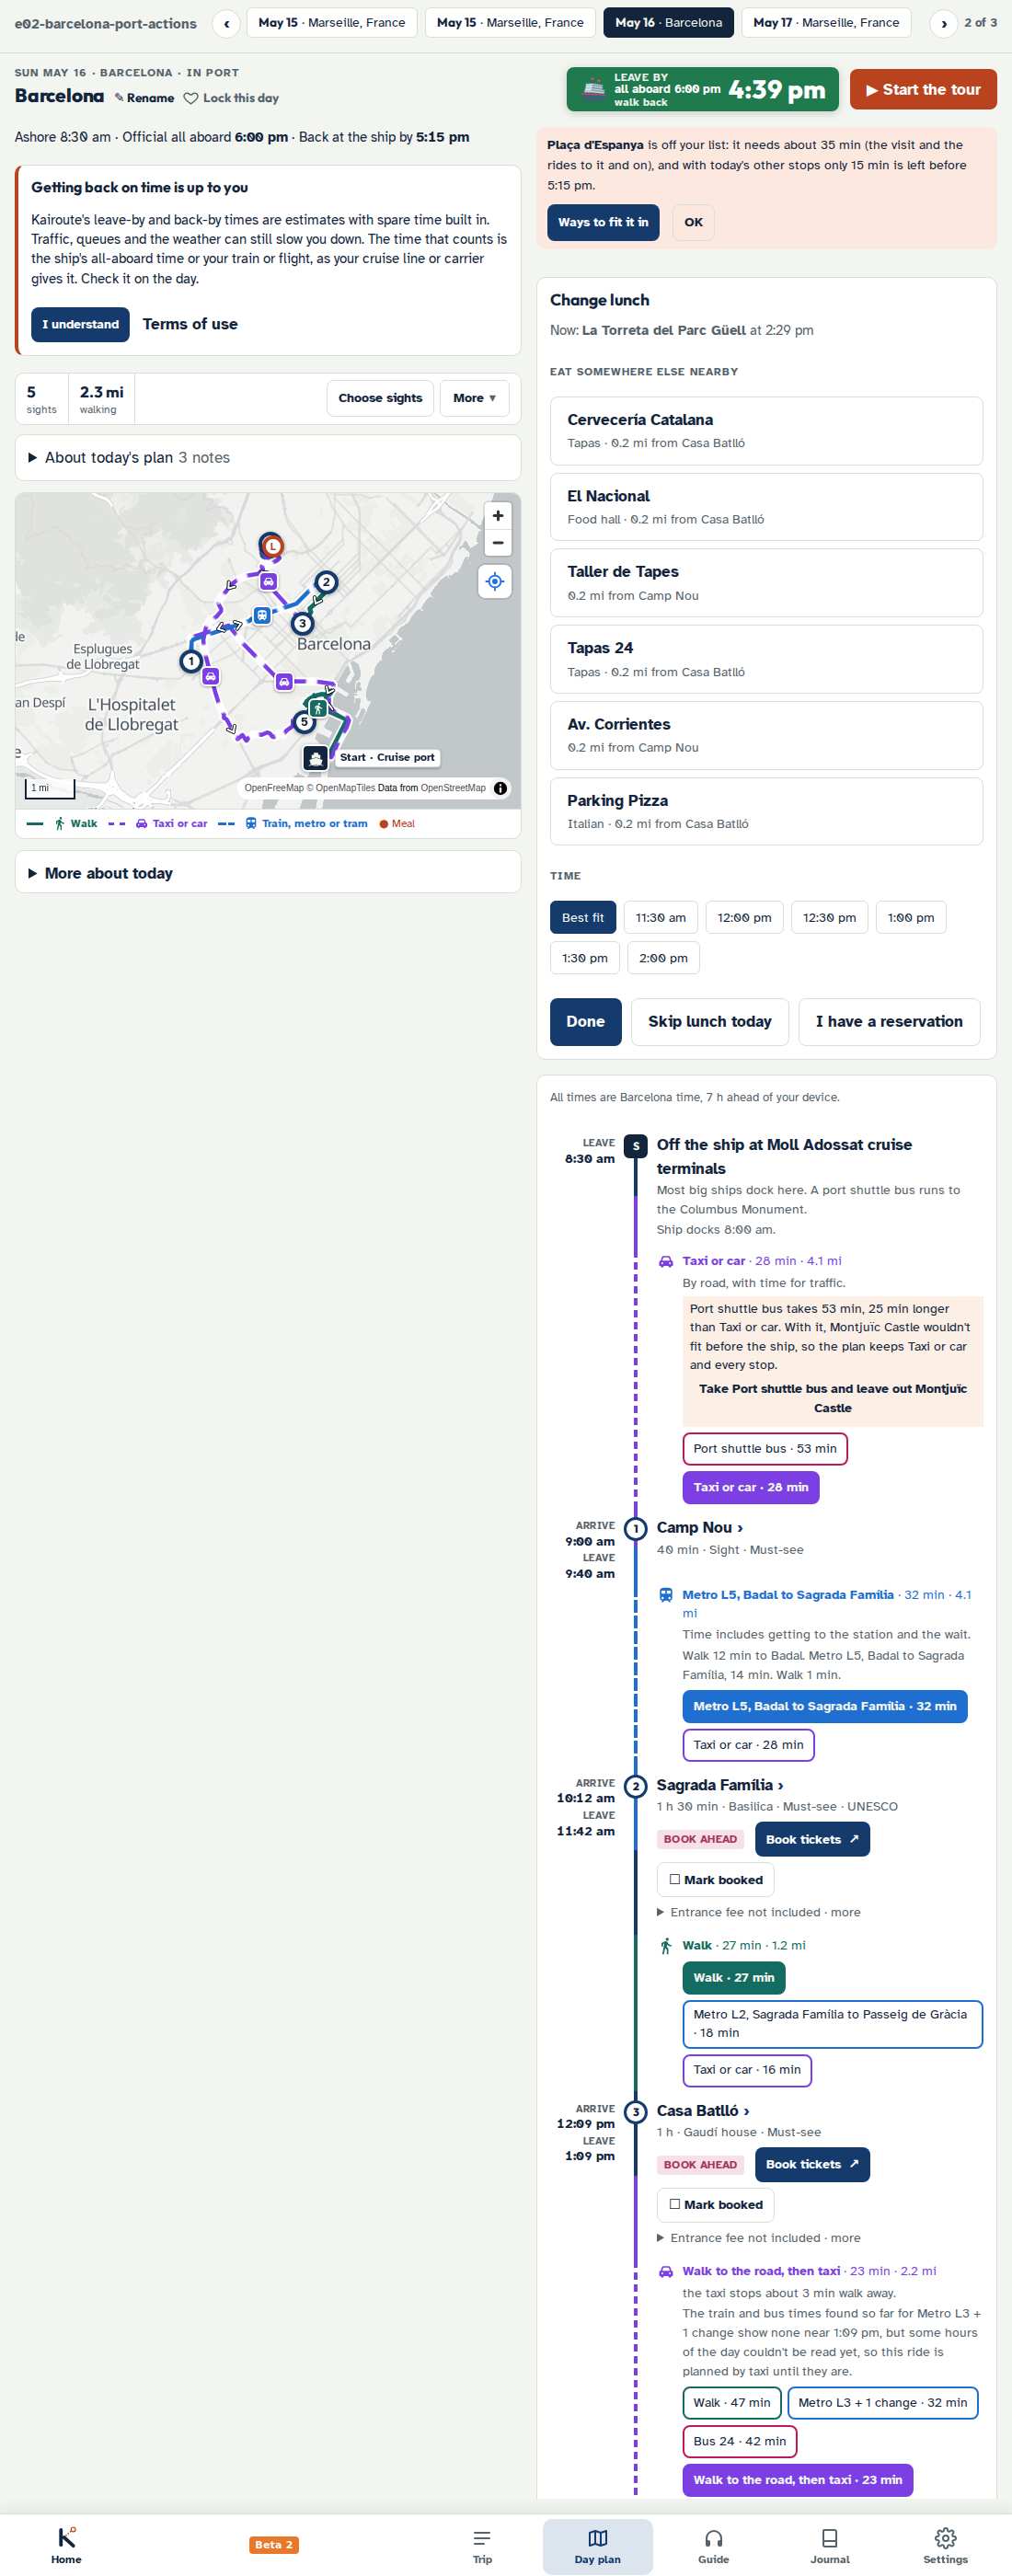 e02-barcelona-port-actions
‹
May 15 · Marseille, France
May 15 · Marseille, France
May 16 · Barcelona
May 17 · Marseille, France
›
2 of 3
SUN MAY 16 · BARCELONA · IN PORT
Barcelona
✎ Rename
Lock this day
LEAVE BY
all aboard 6:00 pm
walk back
4:39 pm
▶ Start the tour
Ashore 8:30 am · Official all aboard 6:00 pm · Back at the ship by 5:15 pm
Getting back on time is up to you
Kairoute's leave-by and back-by times are estimates with spare time built in.
Traffic, queues and the weather can still slow you down. The time that counts is
the ship's all-aboard time or your train or flight, as your cruise line or carrier
gives it. Check it on the day.
I understand
Terms of use
5
sights
2.3 mi
walking
Choose sights
More ▾
▶ About today's plan 3 notes
L
2
3
1
5
Barcelona
le
Esplugues
de Llobregat
an Despí
L'Hospitalet
de Llobregat
e
Start · Cruise port
+
−
1 mi
OpenFreeMap © OpenMapTiles Data from OpenStreetMap
Walk
Taxi or car
Train, metro or tram
Meal
▶ More about today
Plaça d'Espanya is off your list: it needs about 35 min (the visit and the
rides to it and on), and with today's other stops only 15 min is left before
5:15 pm.
Ways to fit it in
OK
Change lunch
Now: La Torreta del Parc Güell at 2:29 pm
EAT SOMEWHERE ELSE NEARBY
Cervecería Catalana
Tapas · 0.2 mi from Casa Batlló
El Nacional
Food hall · 0.2 mi from Casa Batlló
Taller de Tapes
0.2 mi from Camp Nou
Tapas 24
Tapas · 0.2 mi from Casa Batlló
Av. Corrientes
0.2 mi from Camp Nou
Parking Pizza
Italian · 0.2 mi from Casa Batlló
TIME
Best fit
11:30 am
12:00 pm
12:30 pm
1:00 pm
1:30 pm
2:00 pm
Done
Skip lunch today
I have a reservation
All times are Barcelona time, 7 h ahead of your device.
LEAVE
8:30 am
S
Off the ship at Moll Adossat cruise
terminals
Most big ships dock here. A port shuttle bus runs to
the Columbus Monument.
Ship docks 8:00 am.
Taxi or car · 28 min · 4.1 mi
By road, with time for traffic.
Port shuttle bus takes 53 min, 25 min longer
than Taxi or car. With it, Montjuïc Castle wouldn't
fit before the ship, so the plan keeps Taxi or car
and every stop.
Take Port shuttle bus and leave out Montjuïc
Castle
Port shuttle bus · 53 min
Taxi or car · 28 min
ARRIVE
9:00 am
LEAVE
9:40 am
1
Camp Nou ›
40 min · Sight · Must-see
Metro L5, Badal to Sagrada Família · 32 min · 4.1
mi
Time includes getting to the station and the wait.
Walk 12 min to Badal. Metro L5, Badal to Sagrada
Família, 14 min. Walk 1 min.
Metro L5, Badal to Sagrada Família · 32 min
Taxi or car · 28 min
ARRIVE
10:12 am
LEAVE
11:42 am
2
Sagrada Família ›
1 h 30 min · Basilica · Must-see · UNESCO
BOOK AHEAD
Book tickets ↗
☐ Mark booked
▶ Entrance fee not included · more
Walk · 27 min · 1.2 mi
Walk · 27 min
Metro L2, Sagrada Família to Passeig de Gràcia
· 18 min
Taxi or car · 16 min
ARRIVE
12:09 pm
LEAVE
1:09 pm
3
Casa Batlló ›
1 h · Gaudí house · Must-see
BOOK AHEAD
Book tickets ↗
☐ Mark booked
▶ Entrance fee not included · more
Walk to the road, then taxi · 23 min · 2.2 mi
the taxi stops about 3 min walk away.
The train and bus times found so far for Metro L3 +
1 change show none near 1:09 pm, but some hours
of the day couldn't be read yet, so this ride is
planned by taxi until they are.
Walk · 47 min
Metro L3 + 1 change · 32 min
Bus 24 · 42 min
Walk to the road, then taxi · 23 min
Home
Beta 2
Trip
Day plan
Guide
Journal
Settings